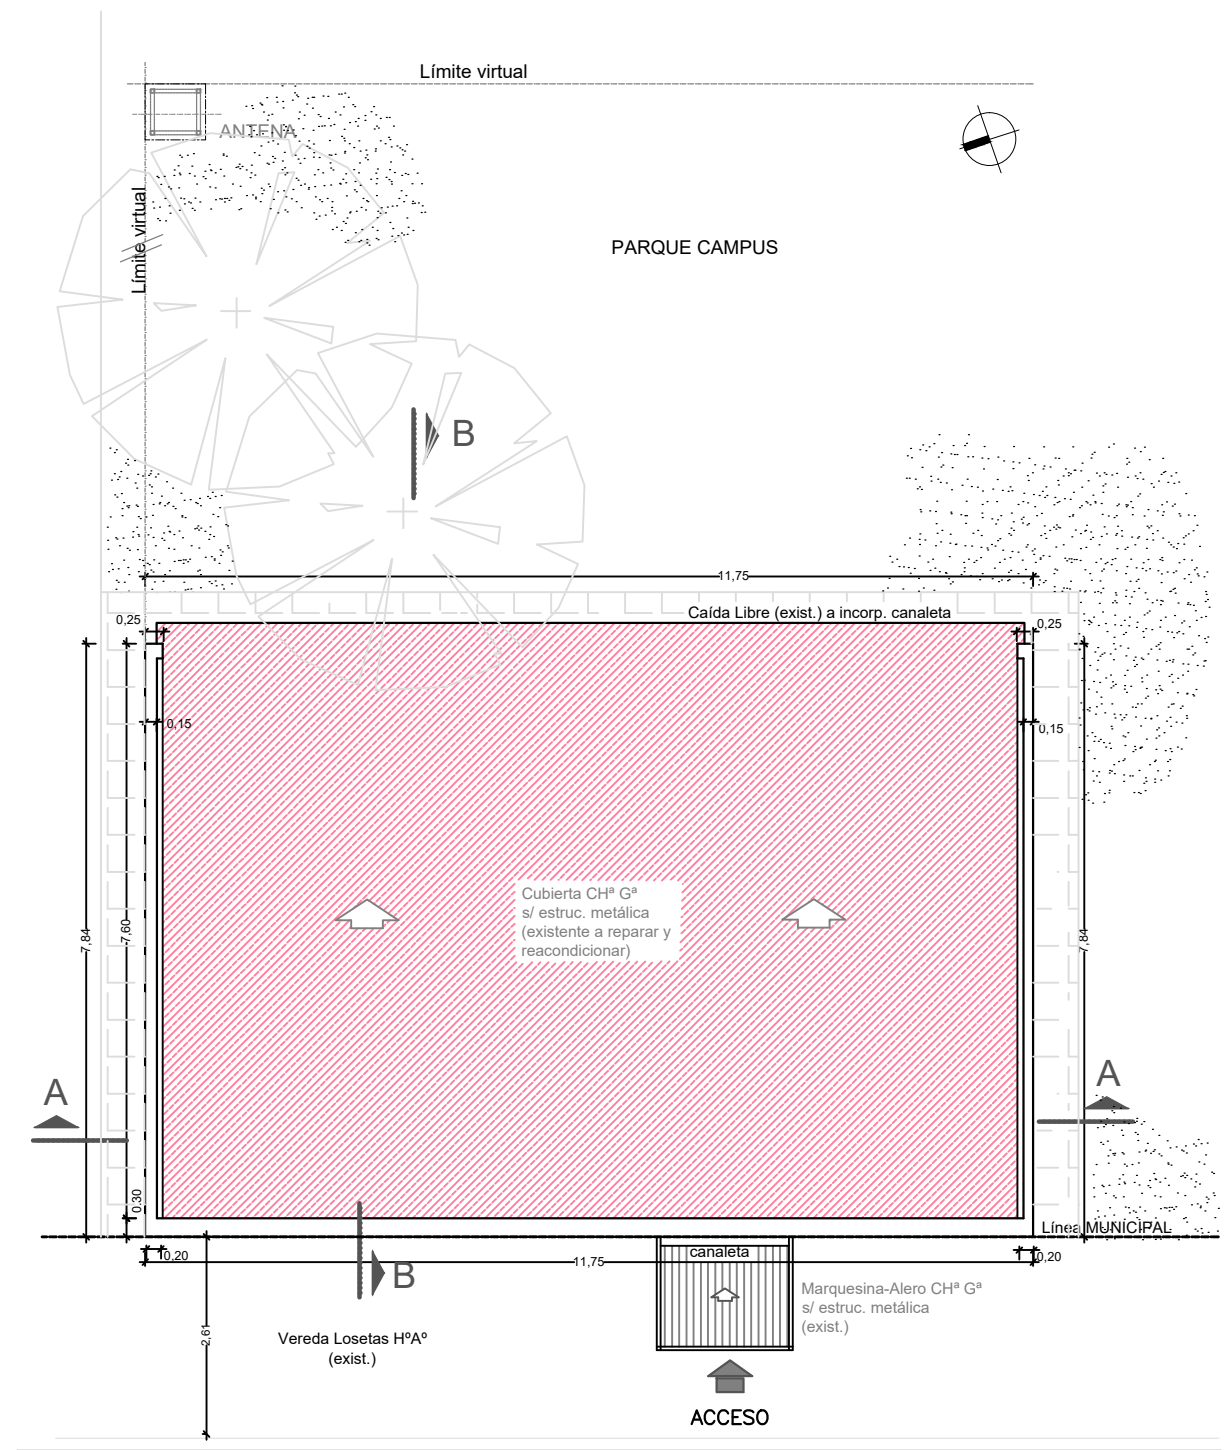 Límite virtual
ANTENA
Límite virtual
PARQUE CAMPUS
B
11,75
Caída Libre (exist.) a incorp. canaleta
0,25
0,25
0,15
0,15
Cubierta CHª Gª
s/ estruc. metálica
(existente a reparar y
reacondicionar)
7,84
7,60
7,84
A
A
0.30
Línea MUNICIPAL
0,20
canaleta
0,20
11,75
B
Marquesina-Alero CHª Gª
s/ estruc. metálica
(exist.)
2,61
Vereda Losetas HºAº
(exist.)
ACCESO